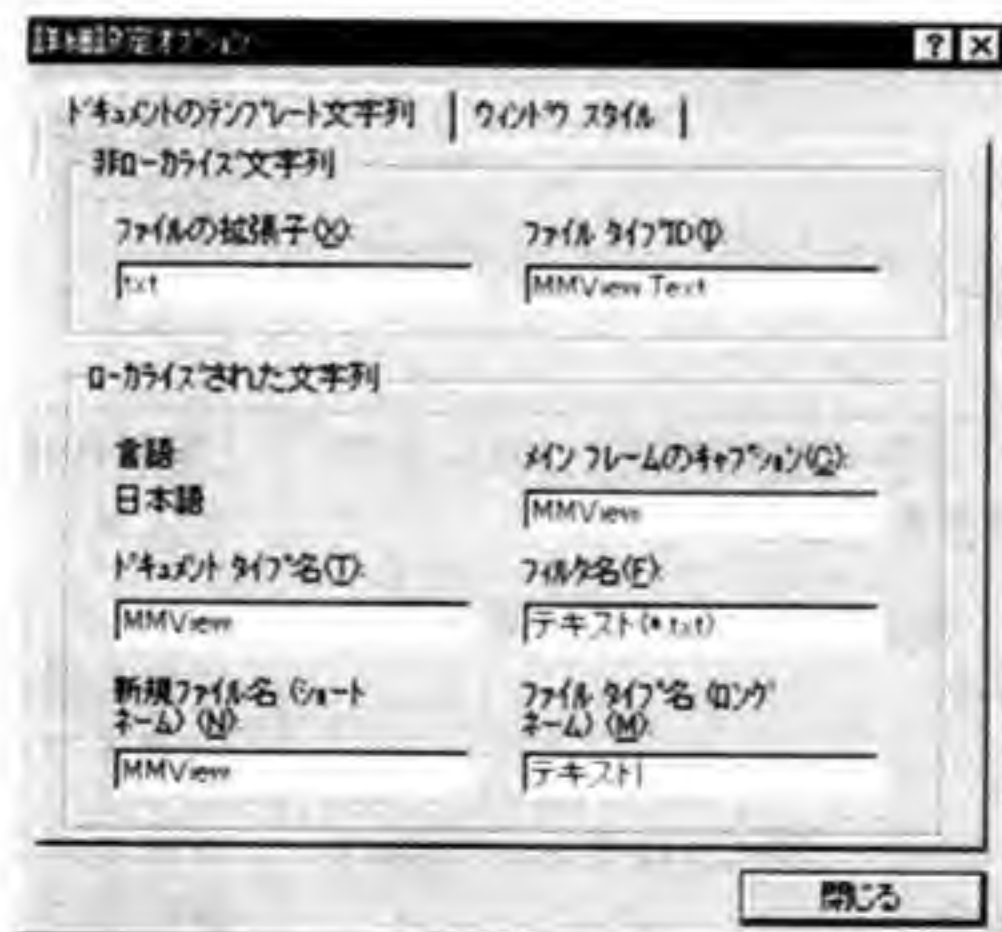 詳細設定オプション
ドキュメントのテンプレート文字列 ウィンドウ スタイル
非ローカライズ文字列
ファイルの拡張子(X):
txt
ファイル タイプID(I):
MMView Text
ローカライズされた文字列
言語:
日本語
メイン フレームのキャプション(C):
MMView
ドキュメント タイプ名(T):
MMView
フィルタ名(F):
テキスト(*.txt)
新規ファイル名 (ショート
ネーム) (N):
MMView
ファイル タイプ名 (ロング
ネーム) (M):
テキスト
閉じる